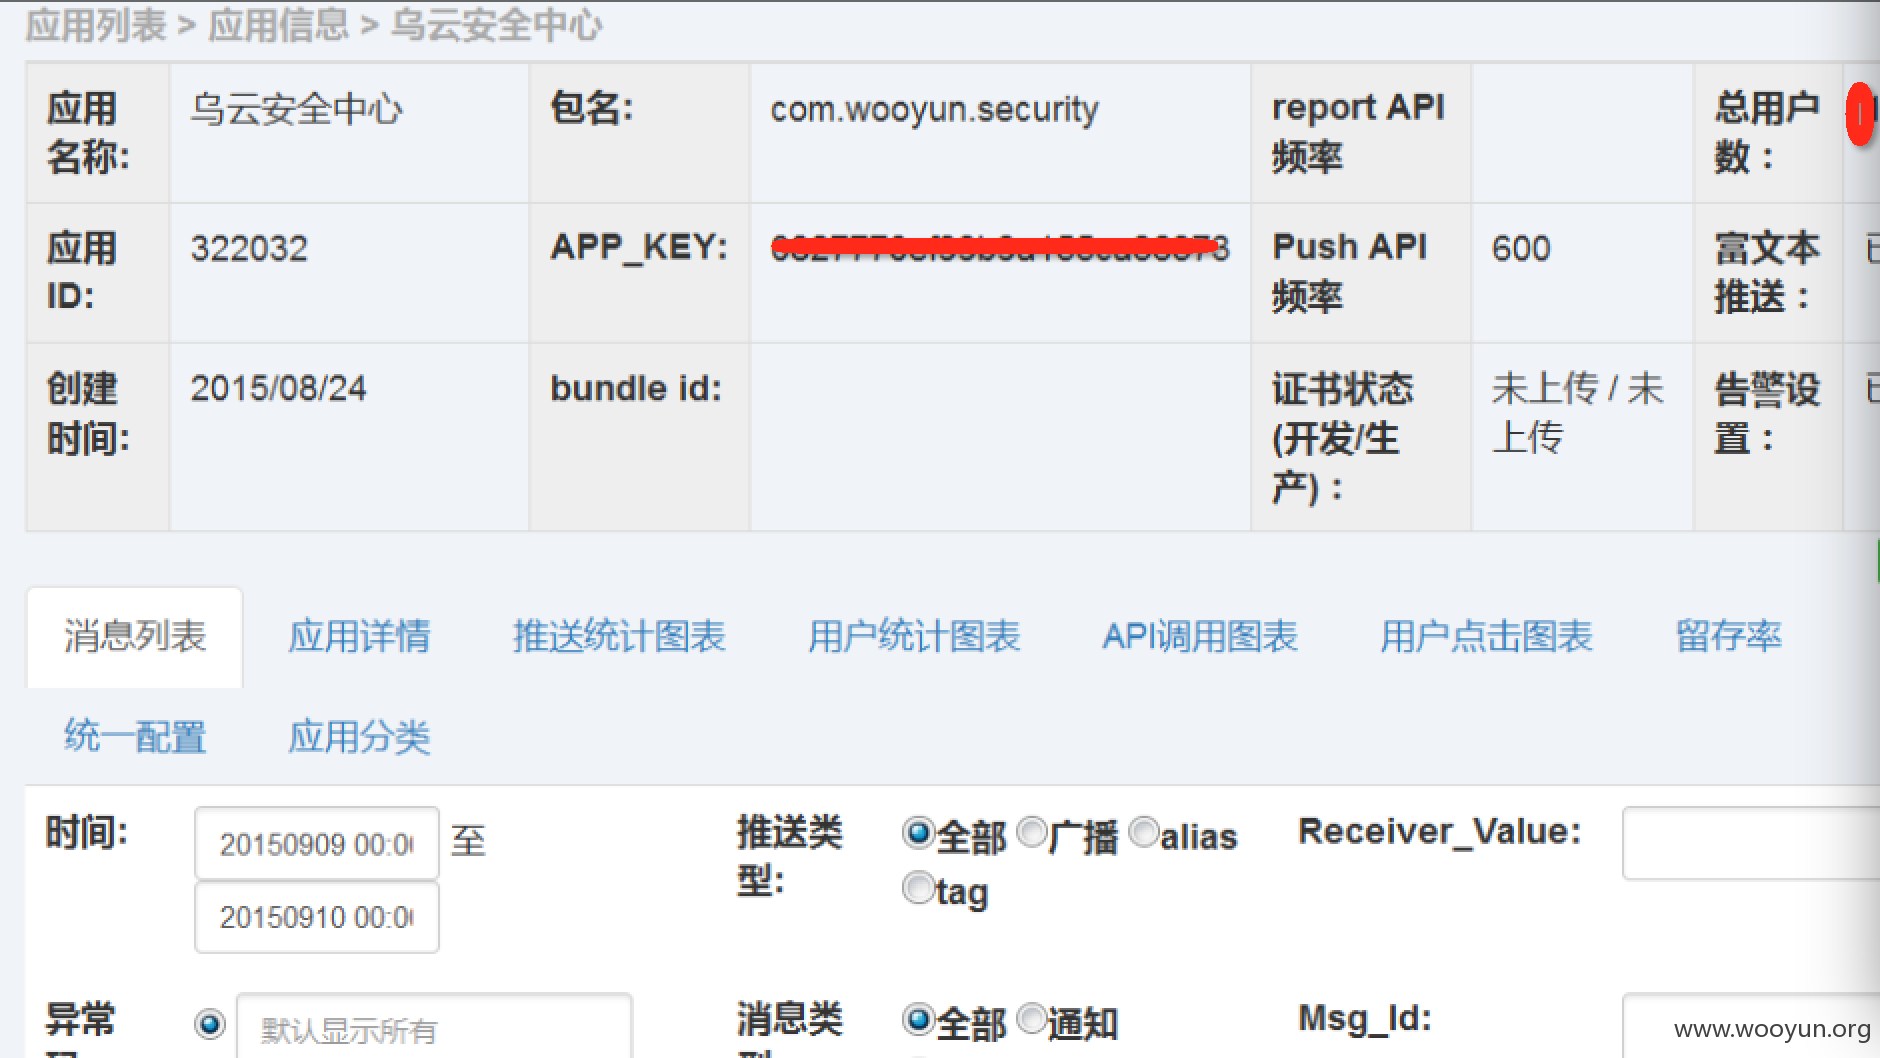 应用列表 > 应用信息 > 乌云安全中心
应用名称: 乌云安全中心 包名: com.wooyun.security report API 频率 总用户数：
应用ID: 322032 APP_KEY: Push API 频率 600 富文本推送：
创建时间: 2015/08/24 bundle id: 证书状态(开发/生产)： 未上传 / 未上传 告警设置：
消息列表 应用详情 推送统计图表 用户统计图表 API调用图表 用户点击图表 留存率
统一配置 应用分类
时间: 20150909 00:0 至 推送类型: 全部 广播 alias Receiver_Value:
20150910 00:0 tag
异常 默认显示所有 消息类 全部 通知 Msg_Id:
www.wooyun.org